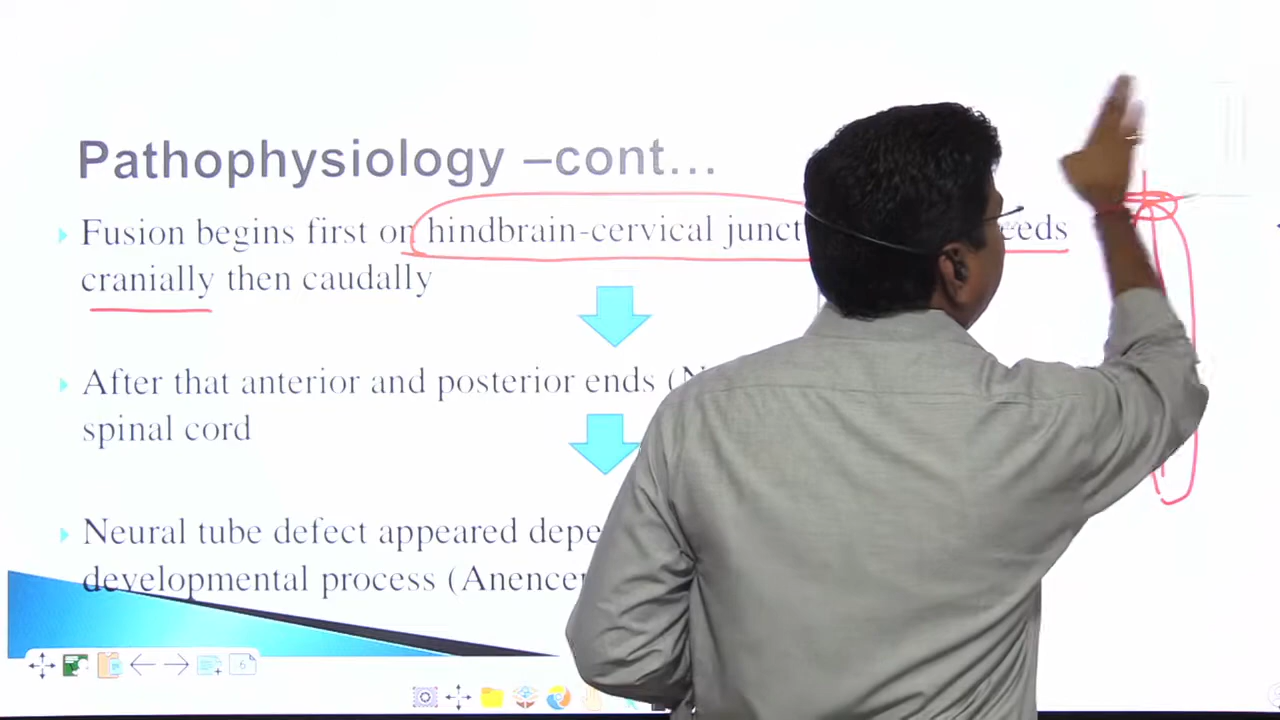 Pathophysiology –cont...
Fusion begins first on hindbrain-cervical junct eeds
cranially then caudally
After that anterior and posterior ends (N
spinal cord
Neural tube defect appeared depe
developmental process (Anence
6